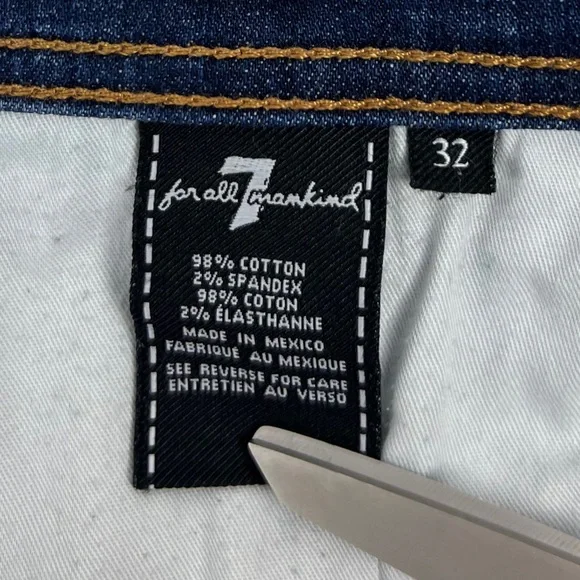 for all 7 mankind
32
98% COTTON
2% SPANDEX
98% COTON
2% ÉLASTHANNE
MADE IN MEXICO
FABRIQUÉ AU MEXIQUE
SEE REVERSE FOR CARE
ENTRETIEN AU VERSO